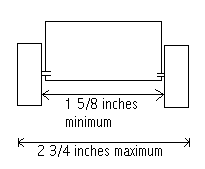 1 5/8 inches
minimum
2 3/4 inches maximum